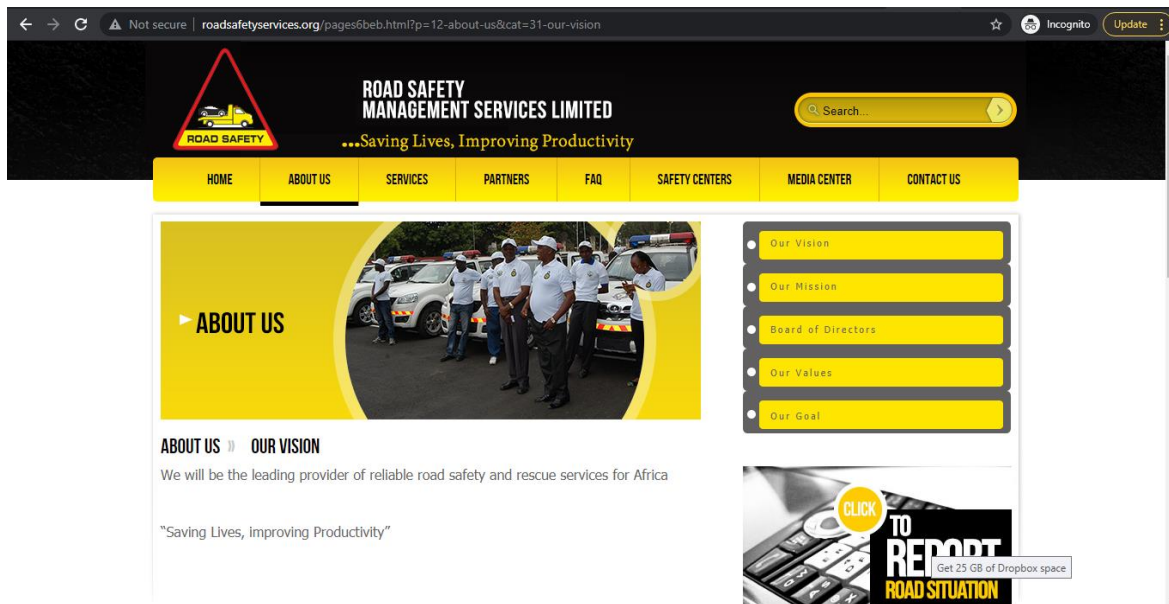 Not secure | roadsafetyservices.org/pages6beb.html?p=12-about-us&cat=31-our-vision
Incognito
Update
ROAD SAFETY
ROAD SAFETY
MANAGEMENT SERVICES LIMITED
...Saving Lives, Improving Productivity
Search...
HOME ABOUT US SERVICES PARTNERS FAQ SAFETY CENTERS MEDIA CENTER CONTACT US
ABOUT US
Our Vision
Our Mission
Board of Directors
Our Values
Our Goal
ABOUT US » OUR VISION
We will be the leading provider of reliable road safety and rescue services for Africa
“Saving Lives, improving Productivity”
CLICK
TO
REPORT
Get 25 GB of Dropbox space
ROAD SITUATION